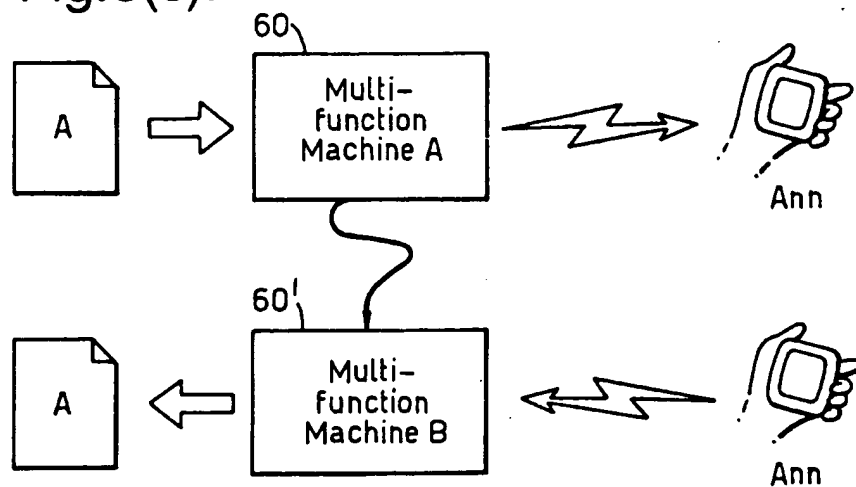 60
A
Multi-
function
Machine A
Ann
60'
A
Multi-
function
Machine B
Ann